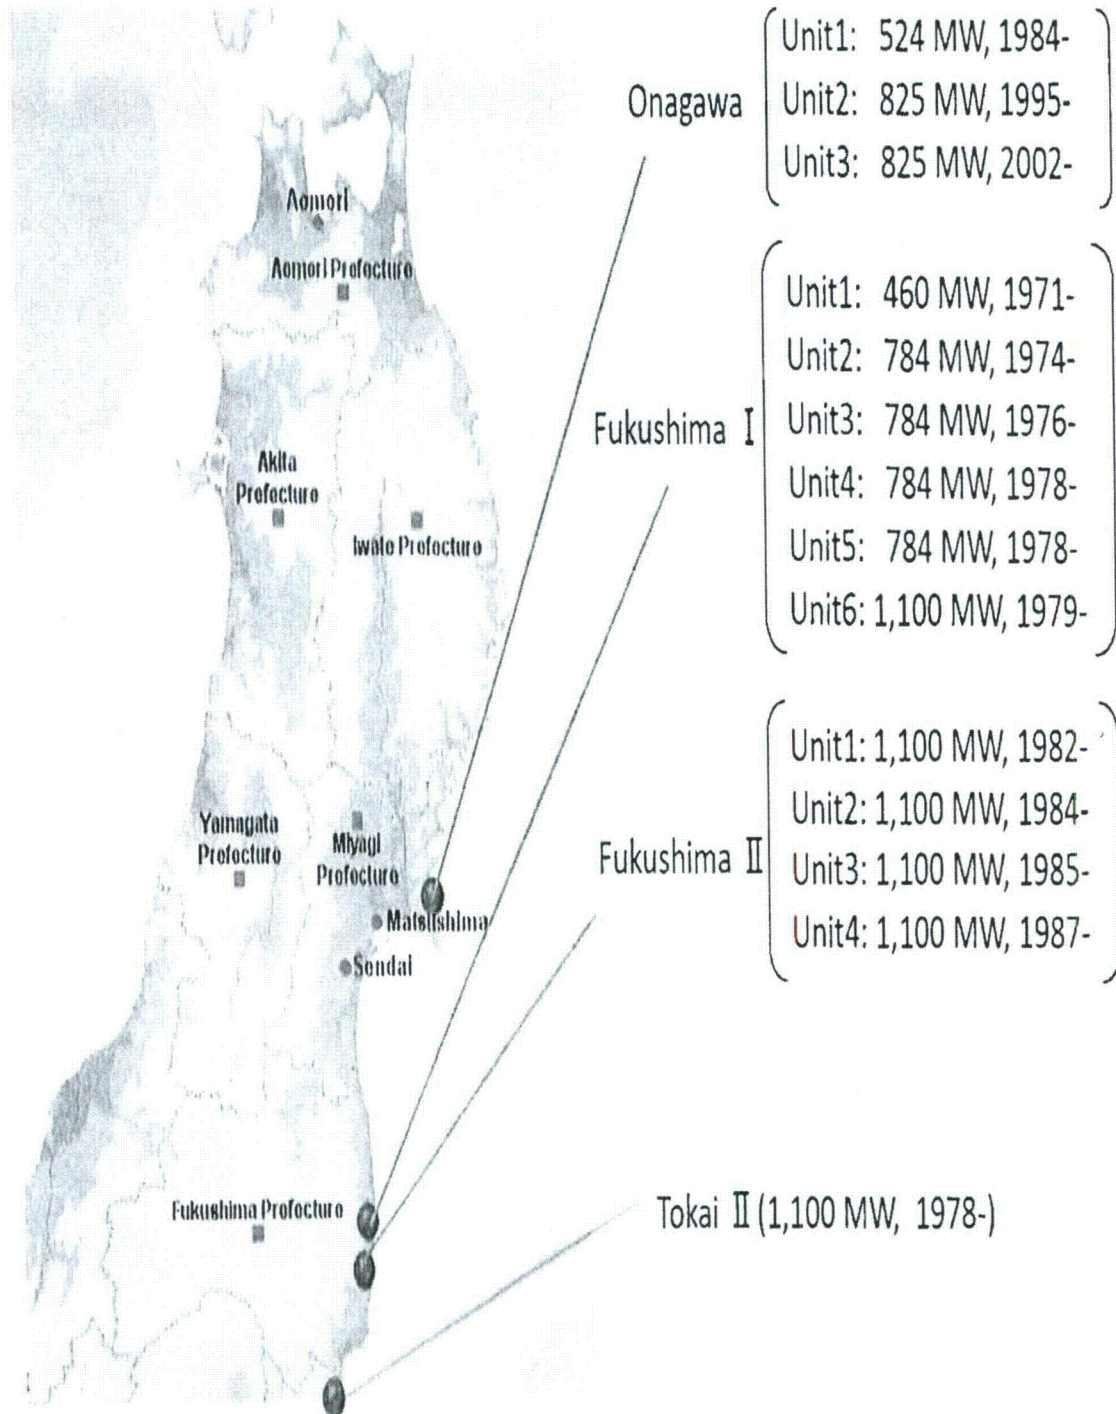 Onagawa
Unit1: 524 MW, 1984-
Unit2: 825 MW, 1995-
Unit3: 825 MW, 2002-
Fukushima I
Unit1: 460 MW, 1971-
Unit2: 784 MW, 1974-
Unit3: 784 MW, 1976-
Unit4: 784 MW, 1978-
Unit5: 784 MW, 1978-
Unit6: 1,100 MW, 1979-
Fukushima II
Unit1: 1,100 MW, 1982-
Unit2: 1,100 MW, 1984-
Unit3: 1,100 MW, 1985-
Unit4: 1,100 MW, 1987-
Tokai II (1,100 MW, 1978-)
Aomori
Aomori Prefecture
Akita
Prefecture
Iwate Prefecture
Yamagata
Prefecture
Miyagi
Prefecture
Matsushima
Sendai
Fukushima Prefecture